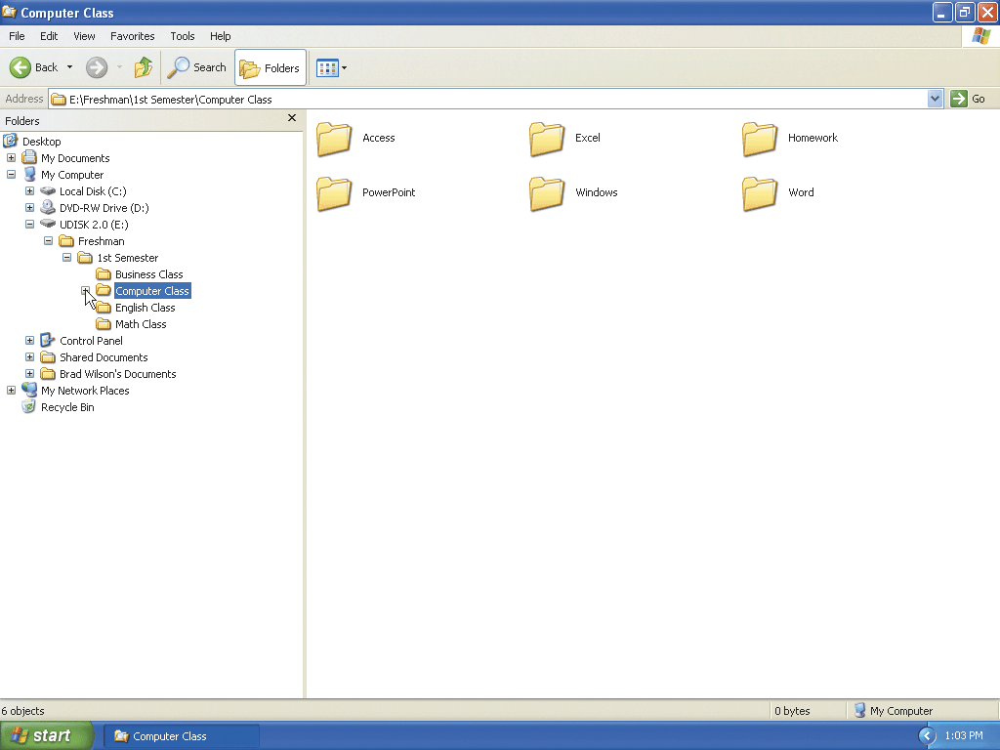 Computer Class
File Edit View Favorites Tools Help
Back Search Folders
Address E:\Freshman\1st Semester\Computer Class Go
Folders
Desktop
My Documents
My Computer
Local Disk (C:)
DVD-RW Drive (D:)
UDISK 2.0 (E:)
Freshman
1st Semester
Business Class
Computer Class
English Class
Math Class
Control Panel
Shared Documents
Brad Wilson's Documents
My Network Places
Recycle Bin
Access Excel Homework
PowerPoint Windows Word
6 objects 0 bytes My Computer
start Computer Class 1:03 PM